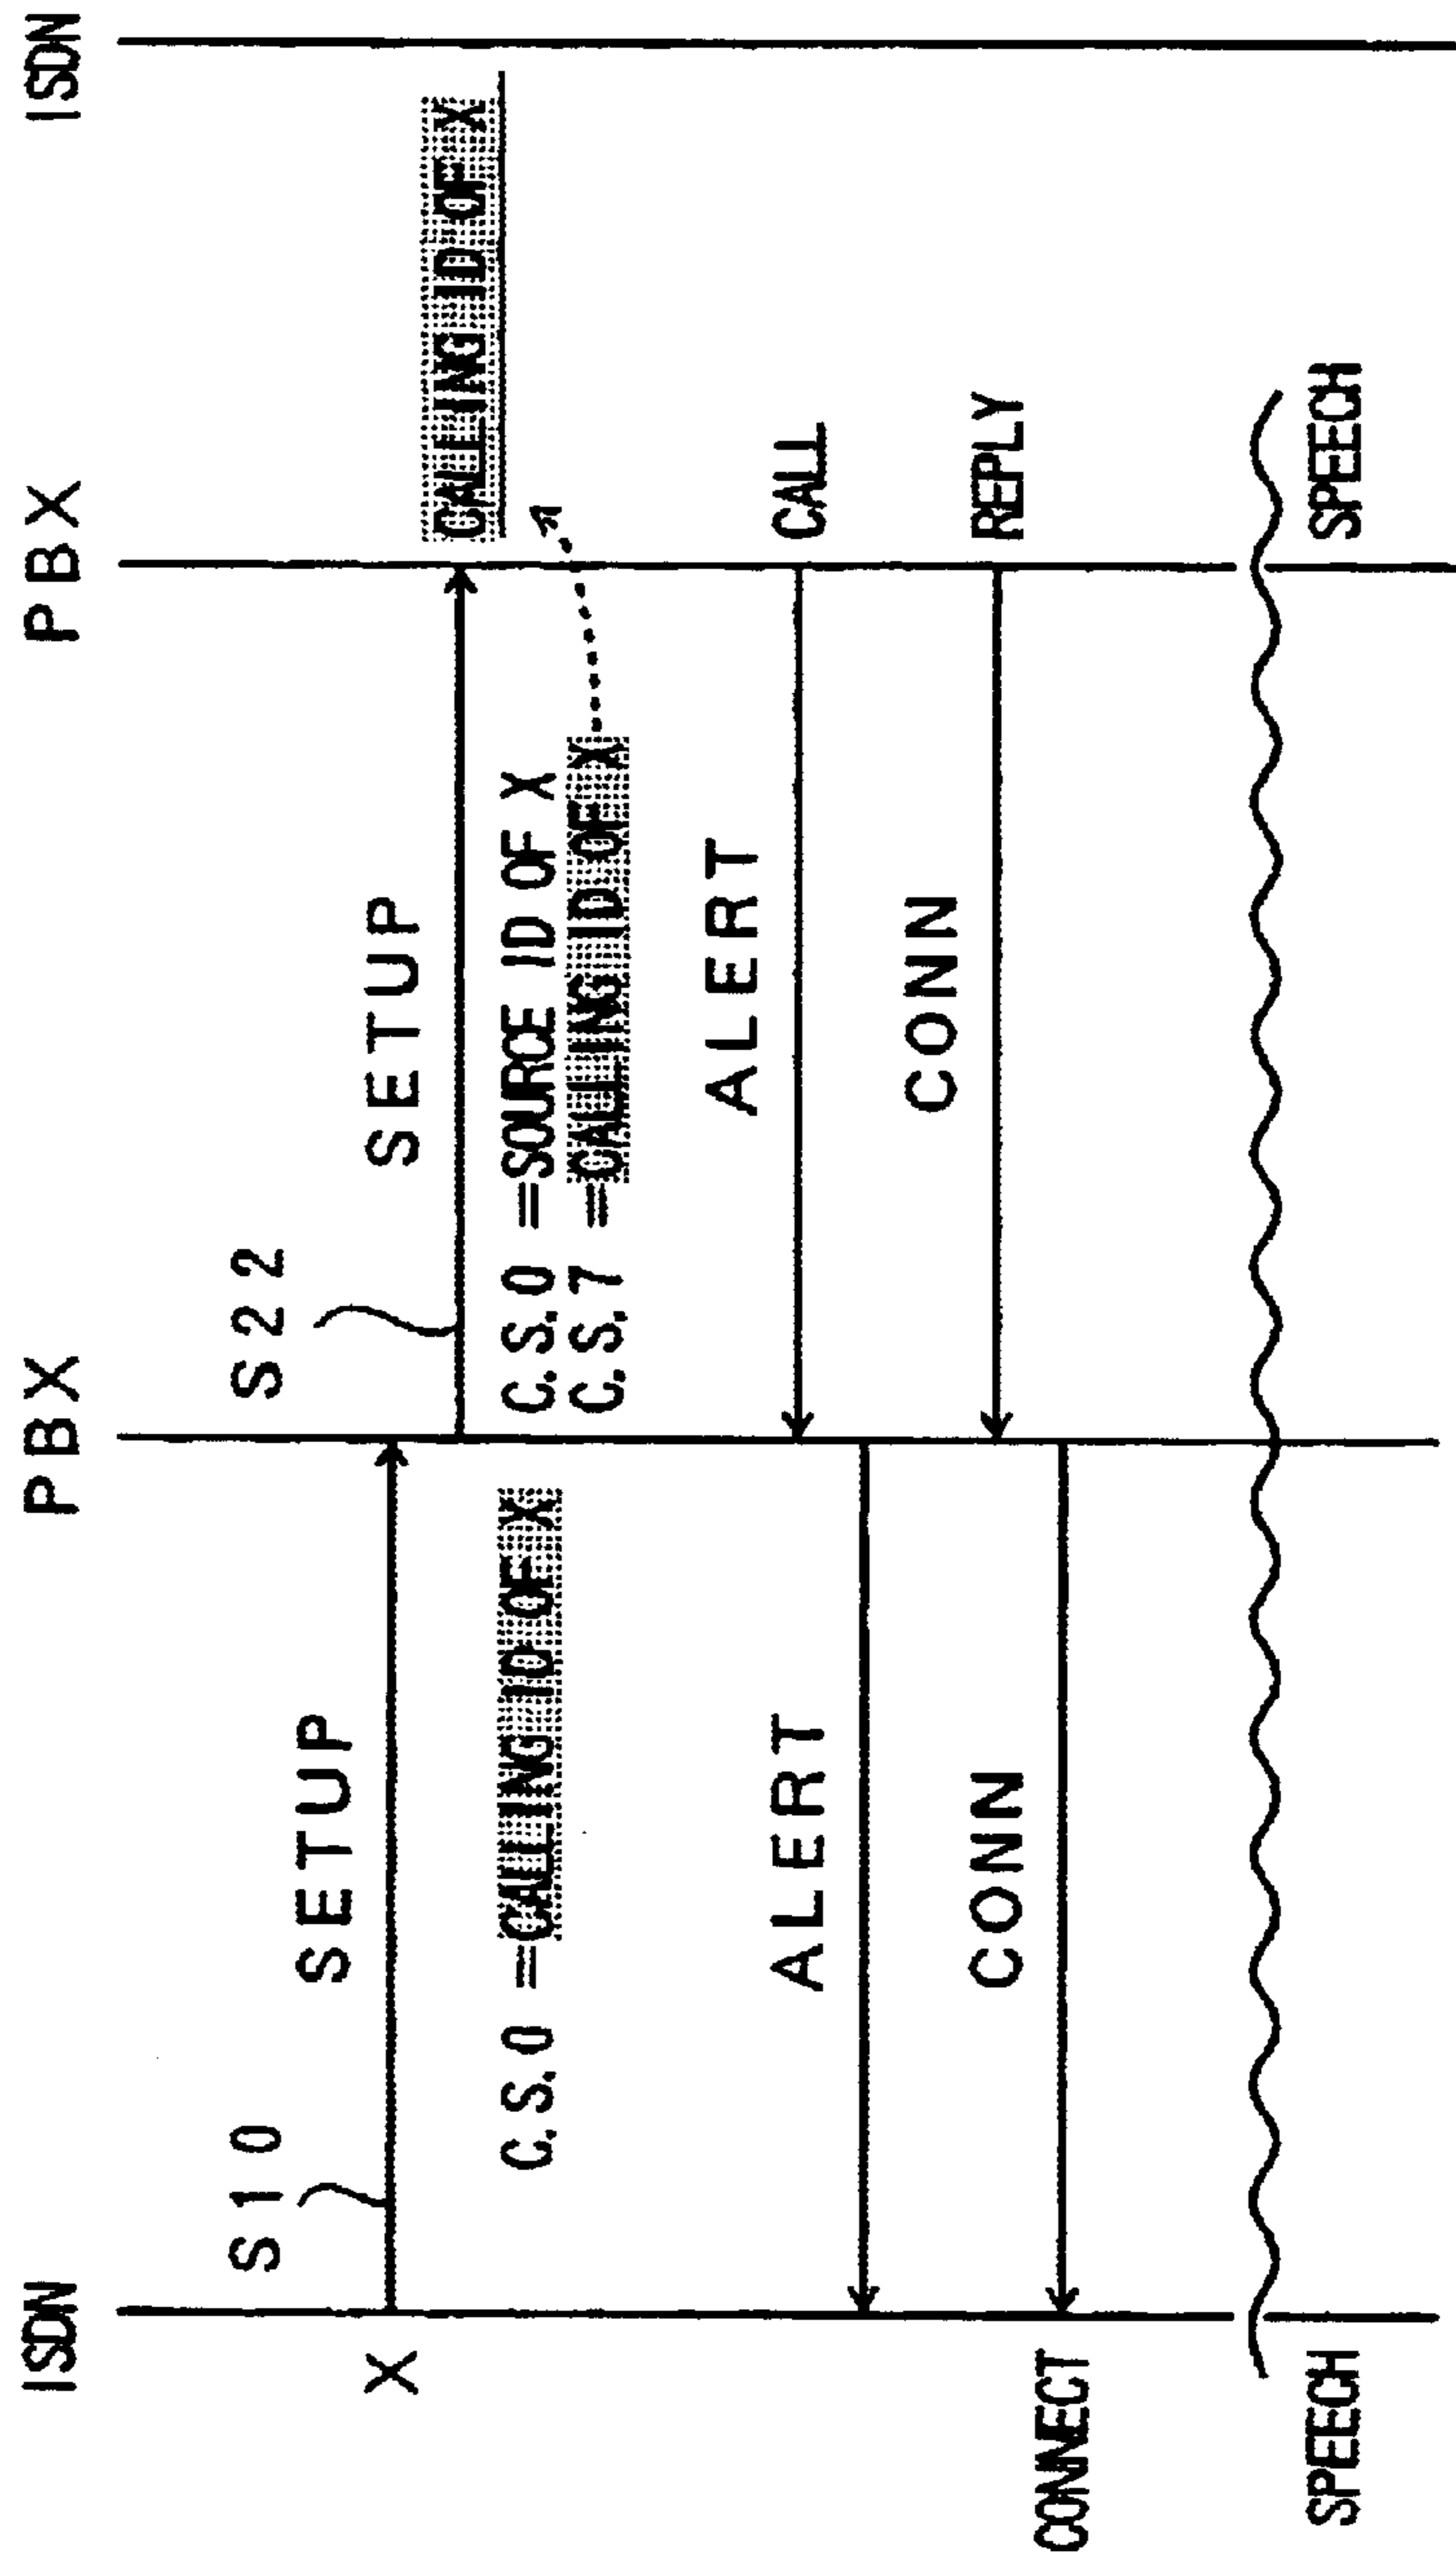 ISDN
PBX
PBX
ISDN
S10
S22
SETUP
SETUP
X
CALLING ID OF X
C.S.0 =CALLING ID OF X
C.S.0 =SOURCE ID OF X
C.S.7 =CALLING ID OF X
ALERT
ALERT
CALL
CONN
CONN
REPLY
CONNECT
SPEECH
SPEECH